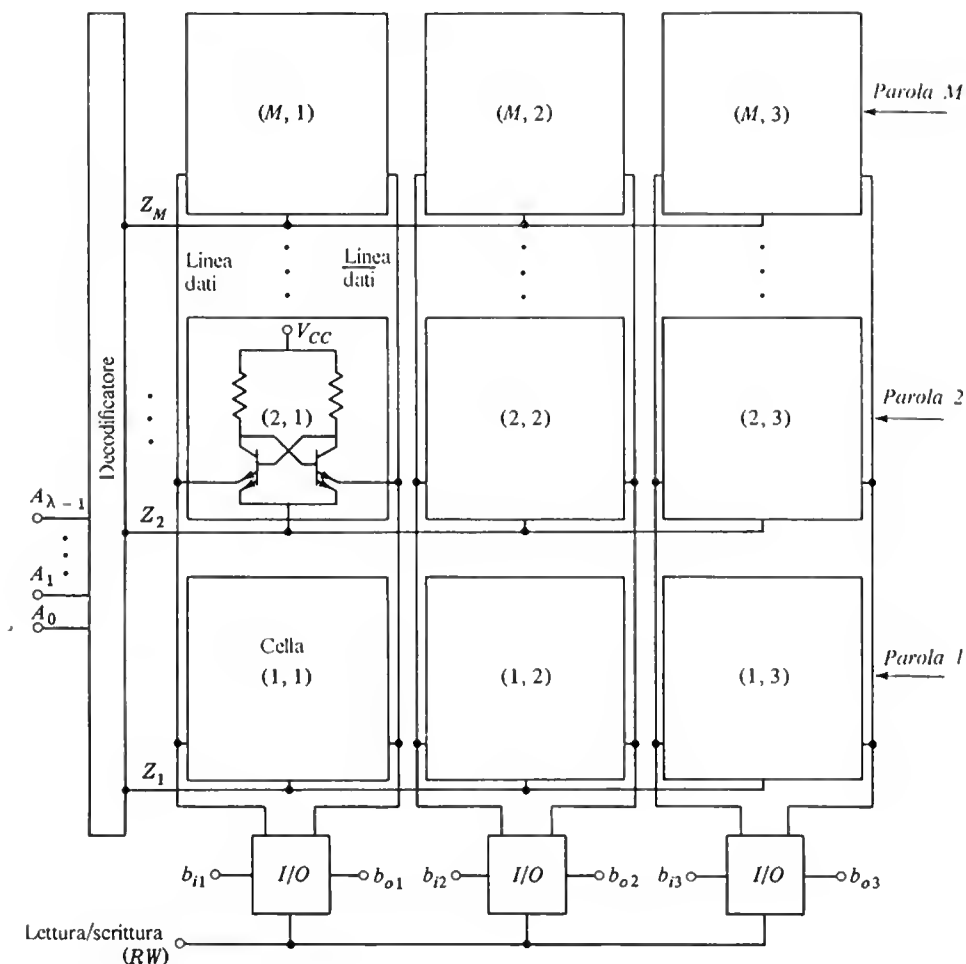 (M, 1)
(M, 2)
(M, 3)
Parola M
Z_M
Linea dati
Linea dati
V_CC
Decodificatore
(2, 1)
(2, 2)
(2, 3)
Parola 2
A_λ−1
Z_2
A_1
A_0
Cella
(1, 1)
(1, 2)
(1, 3)
Parola 1
Z_1
b_i1
I/O
b_o1
b_i2
I/O
b_o2
b_i3
I/O
b_o3
Lettura/scrittura
(RW)